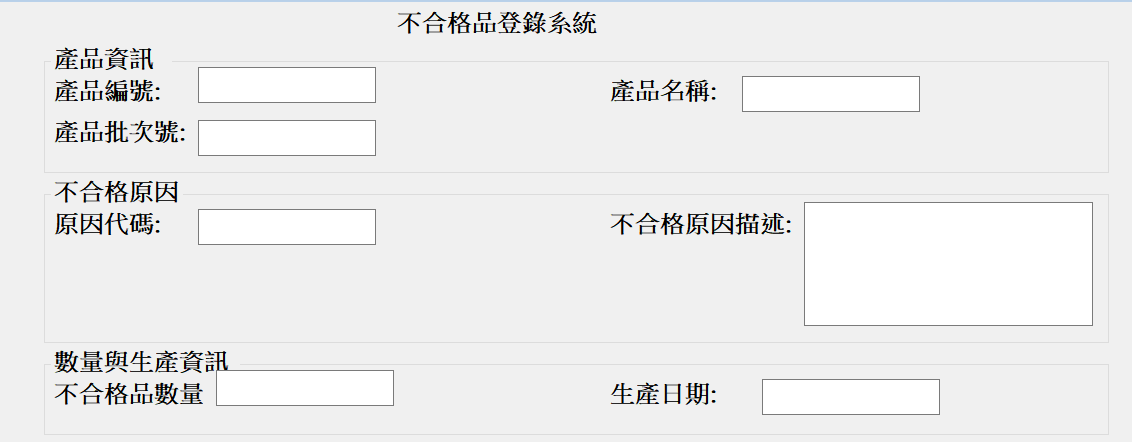 不合格品登錄系統
產品資訊
產品編號:
產品名稱:
產品批次號:
不合格原因
原因代碼:
不合格原因描述:
數量與生產資訊
不合格品數量
生產日期: